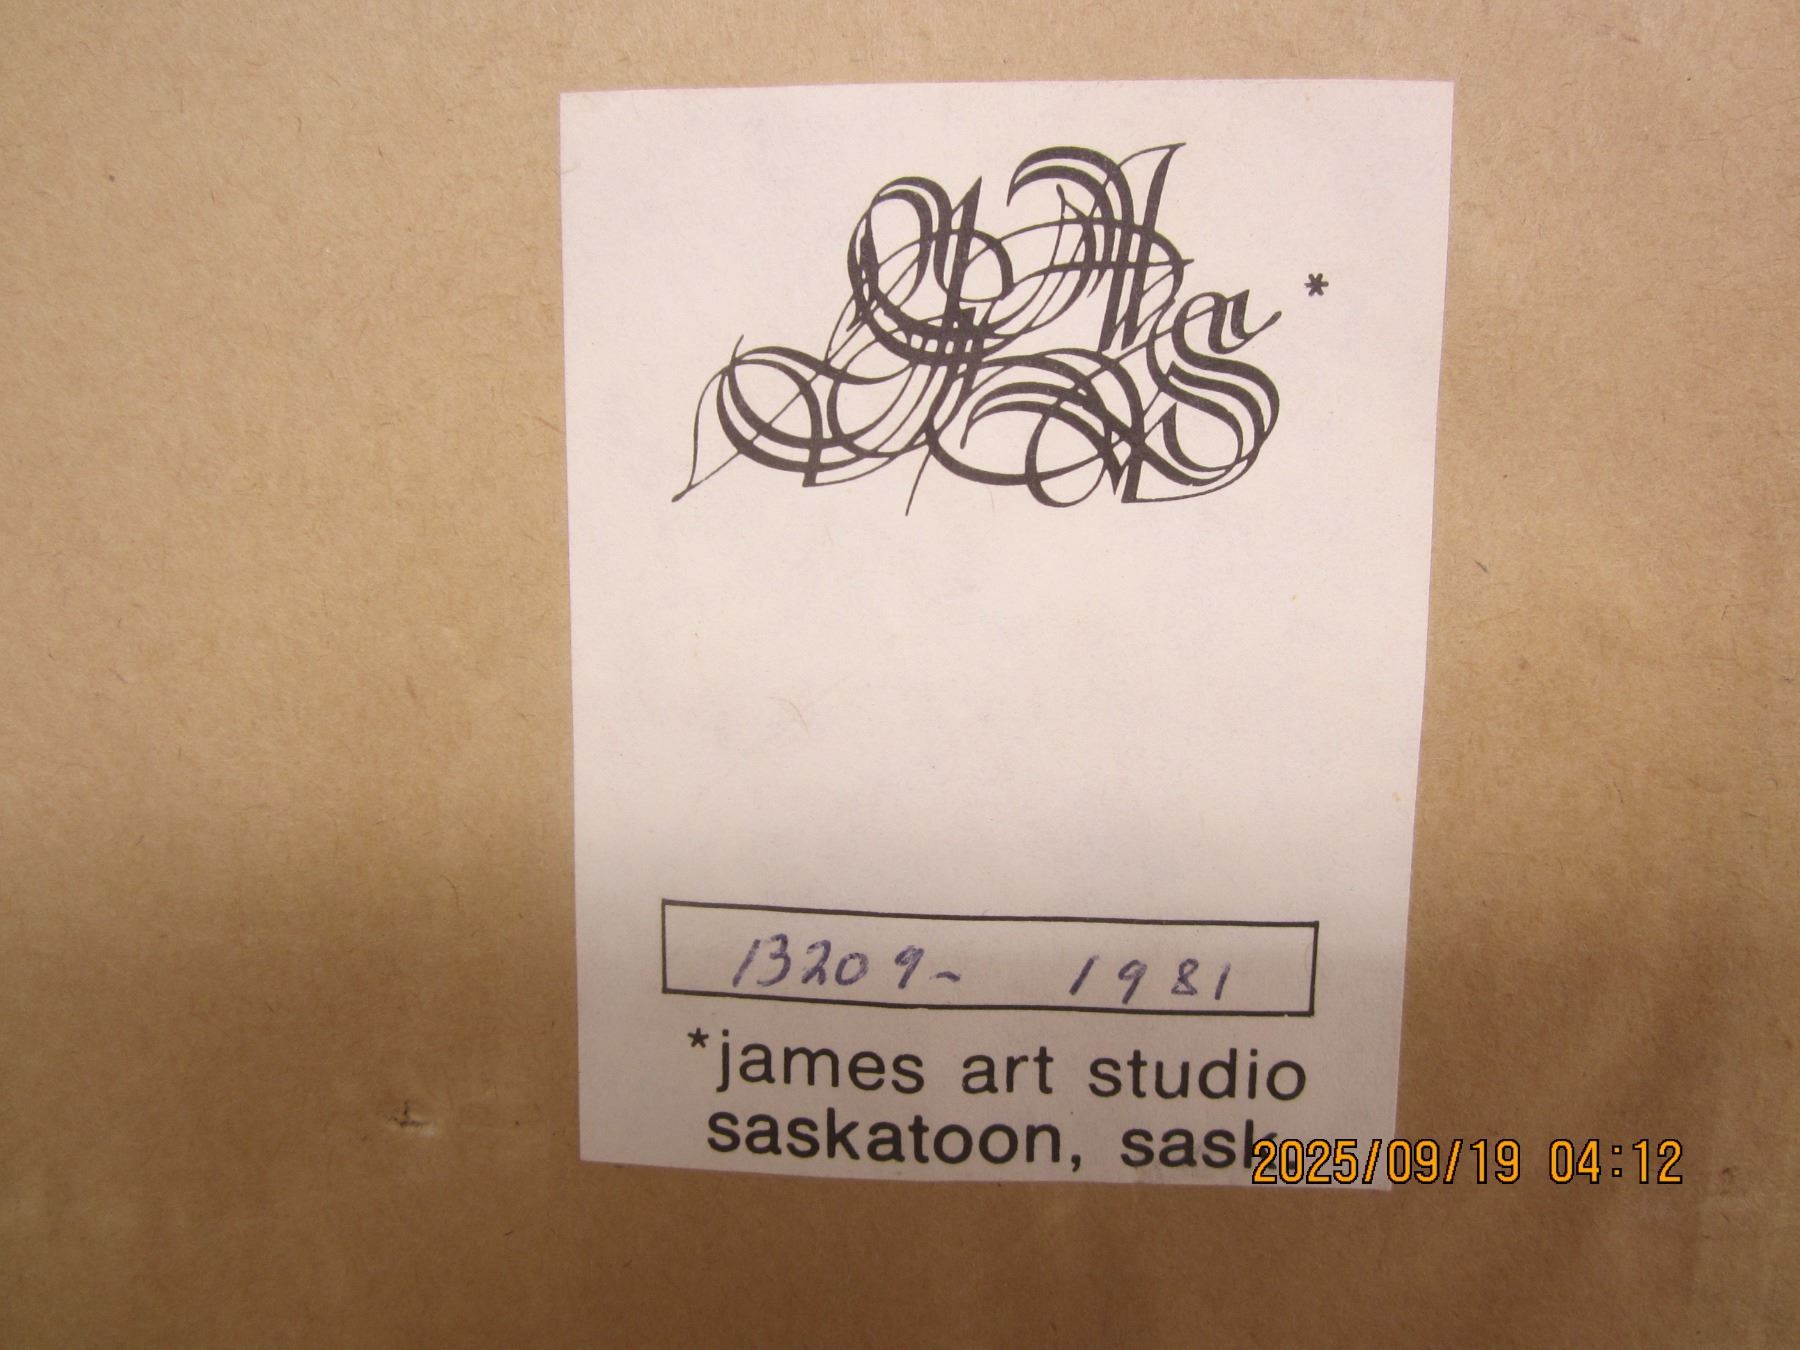 *
13209- 1981
*james art studio
saskatoon, sask.
2025/09/19 04:12